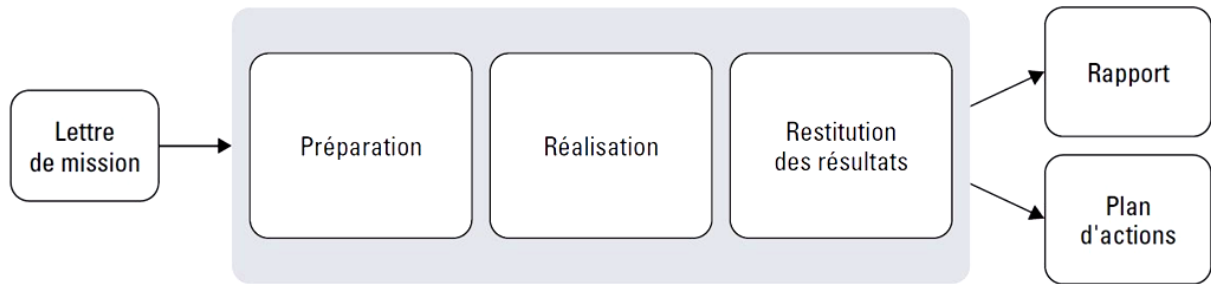 Lettre
de mission
Préparation
Réalisation
Restitution
des résultats
Rapport
Plan
d'actions